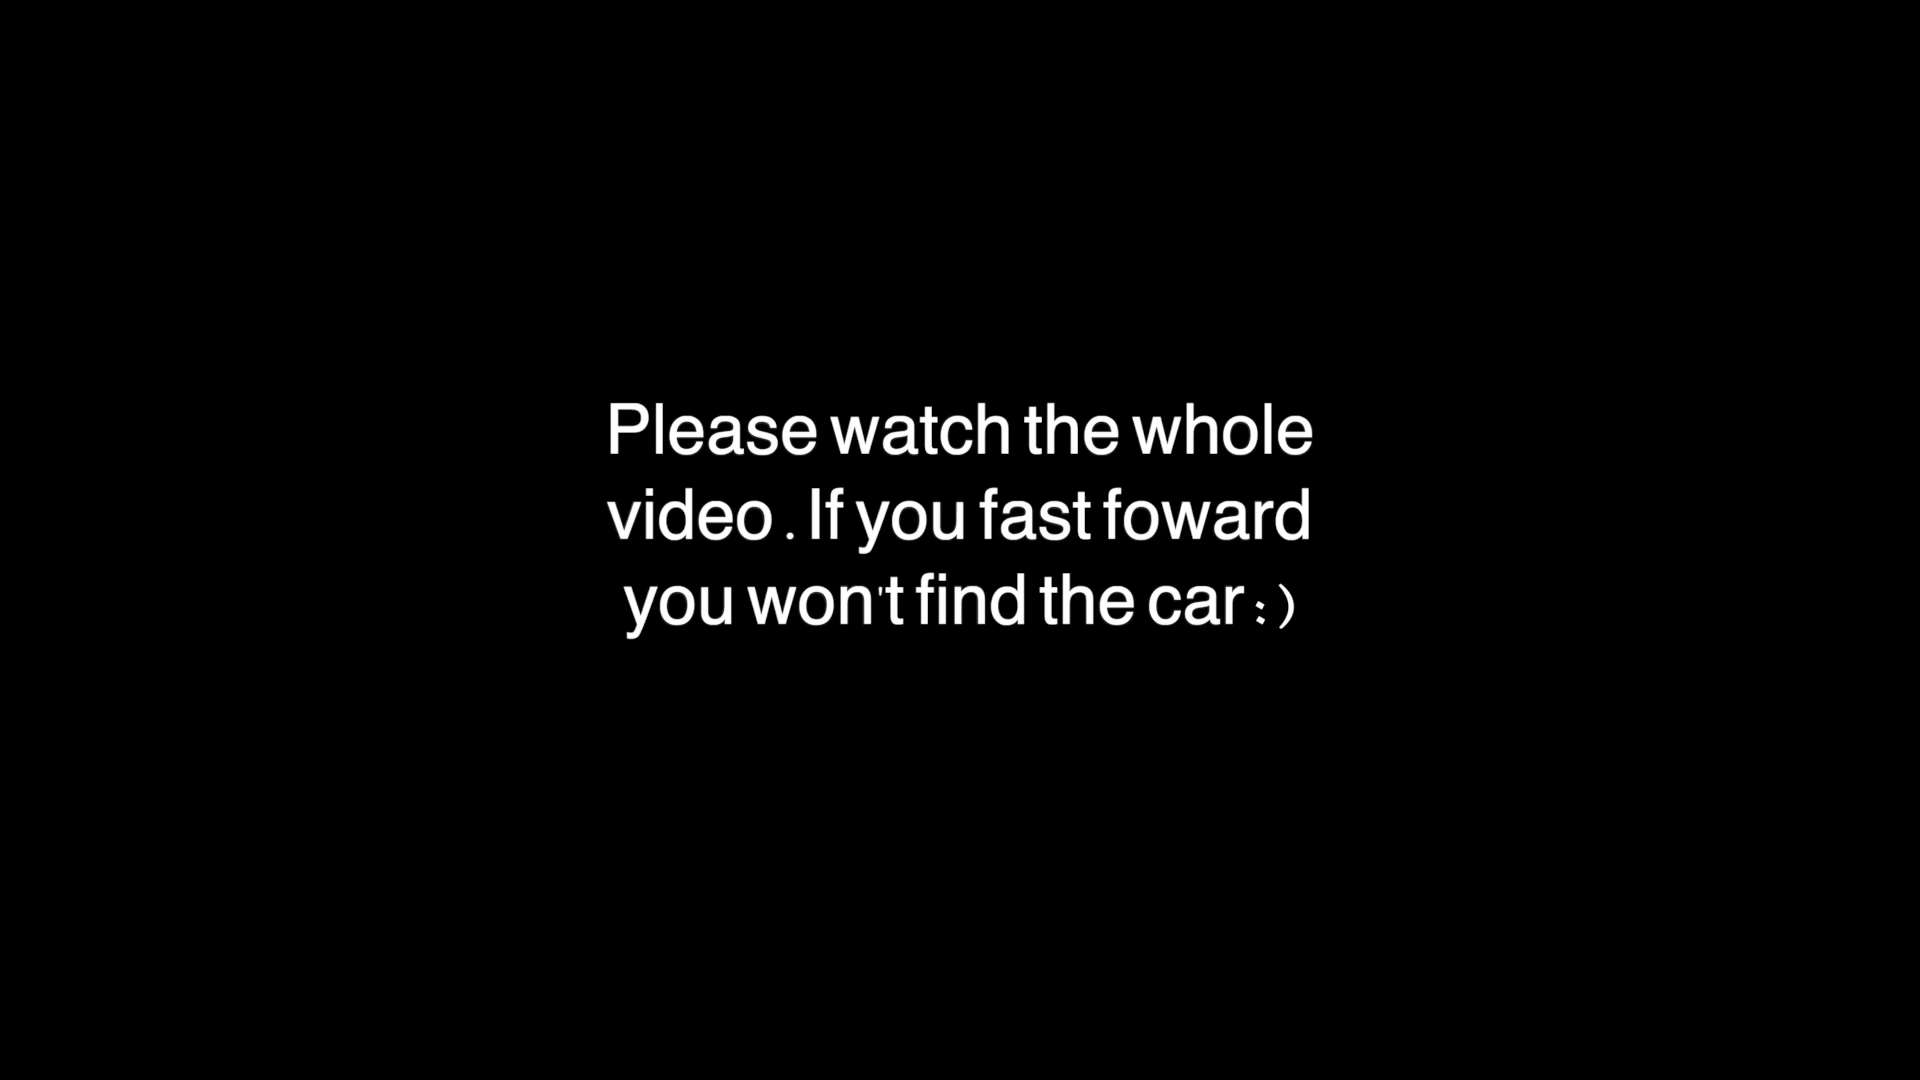 Please watch the whole
video. If you fast foward
you won't find the car:)